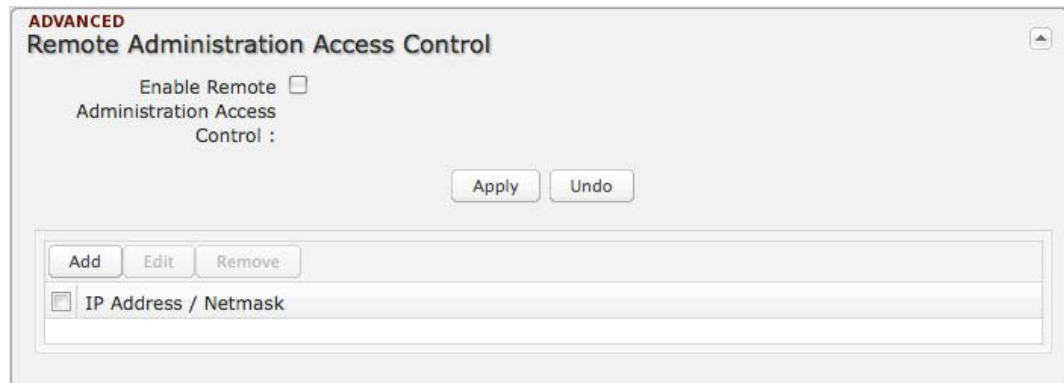 ADVANCED
Remote Administration Access Control
Enable Remote
Administration Access
Control :
Apply Undo
Add Edit Remove
IP Address / Netmask